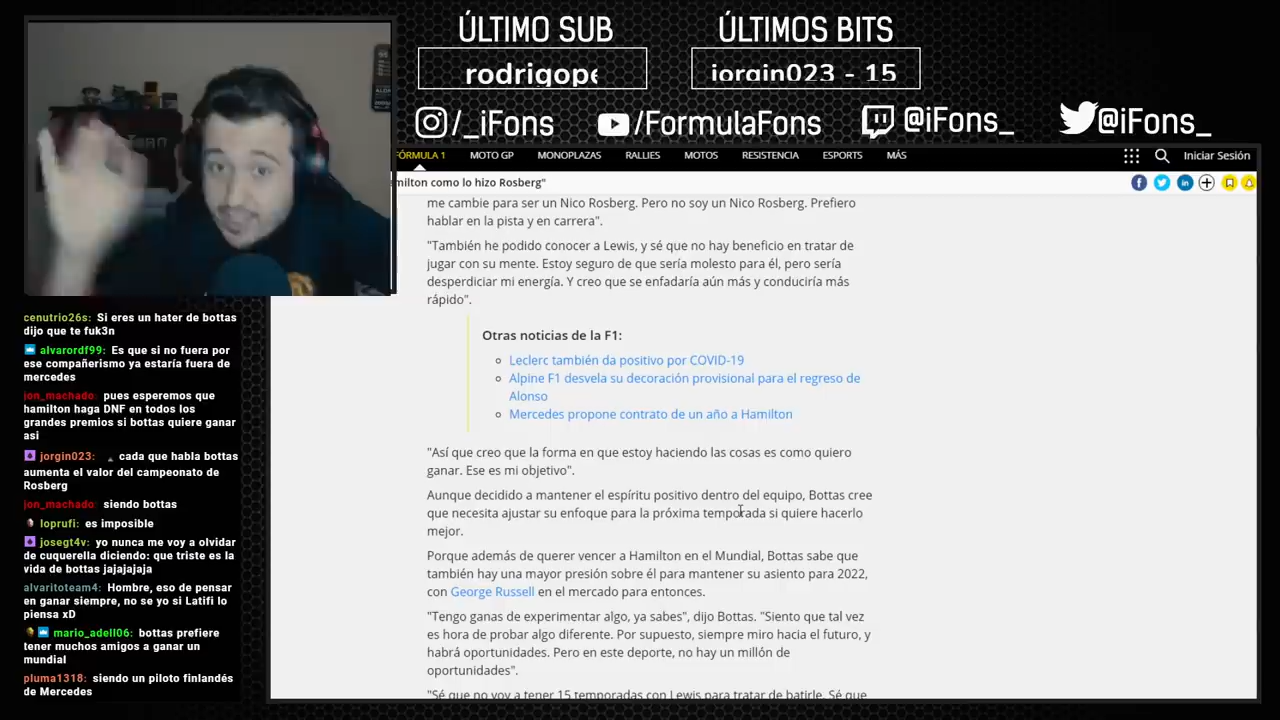 ÚLTIMO SUB
rodrigope
ÚLTIMOS BITS
jorgin023 - 15
/_iFons
/FormulaFons
@iFons_
@iFons_
FÓRMULA 1
MOTO GP
MONOPLAZAS
RALLIES
MOTOS
RESISTENCIA
ESPORTS
MÁS
Iniciar Sesión
milton como lo hizo Rosberg"
me cambie para ser un Nico Rosberg. Pero no soy un Nico Rosberg. Prefiero
hablar en la pista y en carrera".
"También he podido conocer a Lewis, y sé que no hay beneficio en tratar de
jugar con su mente. Estoy seguro de que sería molesto para él, pero sería
desperdiciar mi energía. Y creo que se enfadaría aún más y conduciría más
rápido".
Otras noticias de la F1:
Leclerc también da positivo por COVID-19
Alpine F1 desvela su decoración provisional para el regreso de
Alonso
Mercedes propone contrato de un año a Hamilton
"Así que creo que la forma en que estoy haciendo las cosas es como quiero
ganar. Ese es mi objetivo".
Aunque decidido a mantener el espíritu positivo dentro del equipo, Bottas cree
que necesita ajustar su enfoque para la próxima temporada si quiere hacerlo
mejor.
Porque además de querer vencer a Hamilton en el Mundial, Bottas sabe que
también hay una mayor presión sobre él para mantener su asiento para 2022,
con George Russell en el mercado para entonces.
"Tengo ganas de experimentar algo, ya sabes", dijo Bottas. "Siento que tal vez
es hora de probar algo diferente. Por supuesto, siempre miro hacia el futuro, y
habrá oportunidades. Pero en este deporte, no hay un millón de
oportunidades".
"Sé que no voy a tener 15 temporadas con Lewis para tratar de batirle. Sé que
cenutrio26s: Si eres un hater de bottas
dijo que te fuk3n
alvarordf99: Es que si no fuera por
ese compañerismo ya estaría fuera de
mercedes
jon_machado: pues esperemos que
hamilton haga DNF en todos los
grandes premios si bottas quiere ganar
asi
jorgin023: cada que habla bottas
aumenta el valor del campeonato de
Rosberg
jon_machado: siendo bottas
loprufi: es imposible
josegt4v: yo nunca me voy a olvidar
de cuquerella diciendo: que triste es la
vida de bottas jajajajaja
alvaritoteam4: Hombre, eso de pensar
en ganar siempre, no se yo si Latifi lo
piensa xD
mario_adell06: bottas prefiere
tener muchos amigos a ganar un
mundial
pluma1318: siendo un piloto finlandés
de Mercedes